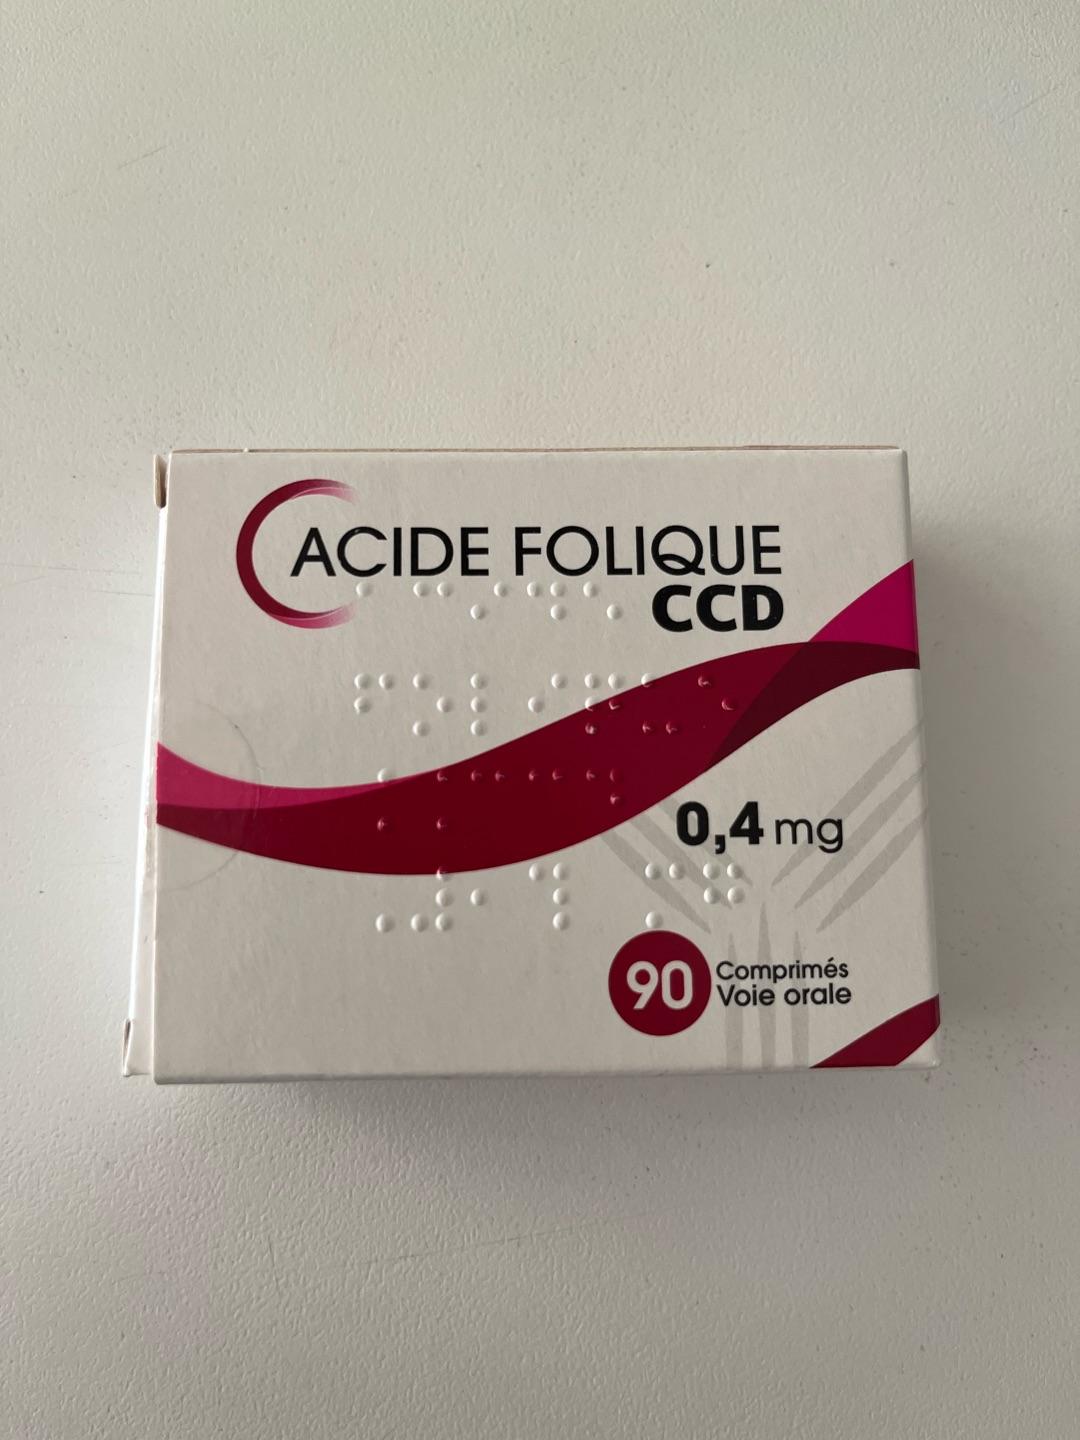 ACIDE FOLIQUE
CCD
0,4 mg
90
Comprimés
Voie orale